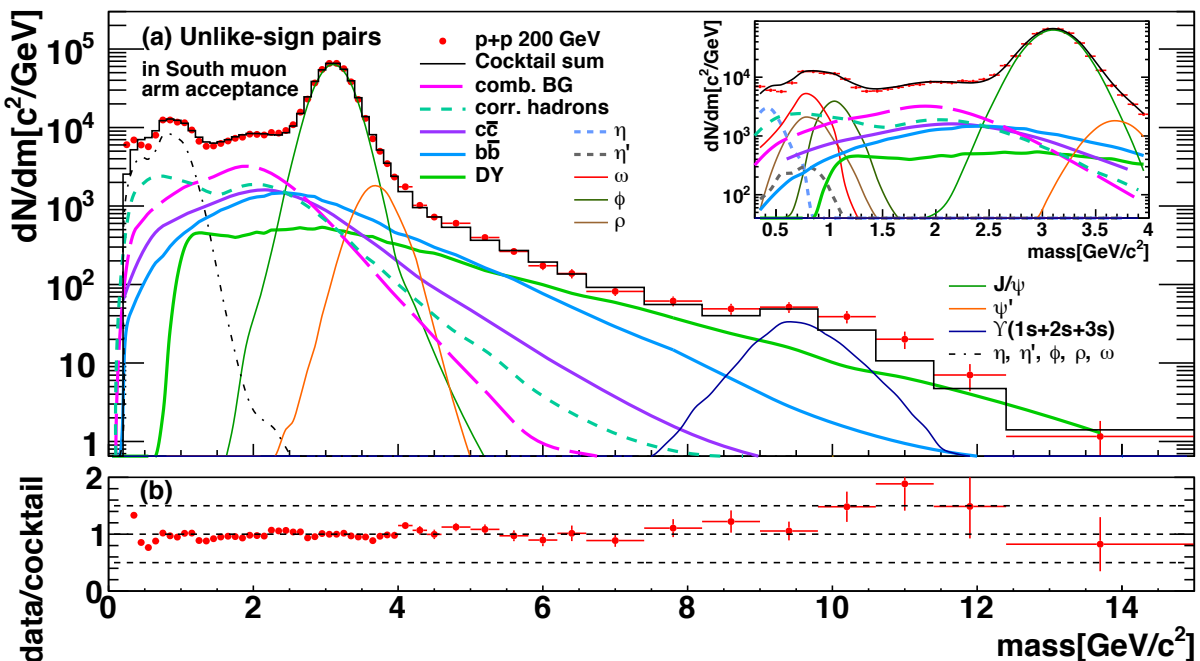 dN/dm[c²/GeV]
10⁵
10⁴
10³
10²
10
1
(a) Unlike-sign pairs
in South muon
arm acceptance
p+p 200 GeV
Cocktail sum
comb. BG
corr. hadrons
cc̅
bb̅
DY
η
η'
ω
ϕ
ρ
dN/dm[c²/GeV]
10⁴
10³
10²
0.5 1 1.5 2 2.5 3 3.5 4
mass[GeV/c²]
J/ψ
ψ'
ϒ(1s+2s+3s)
η, η', ϕ, ρ, ω
data/cocktail
2
1
0
(b)
0 2 4 6 8 10 12 14
mass[GeV/c²]